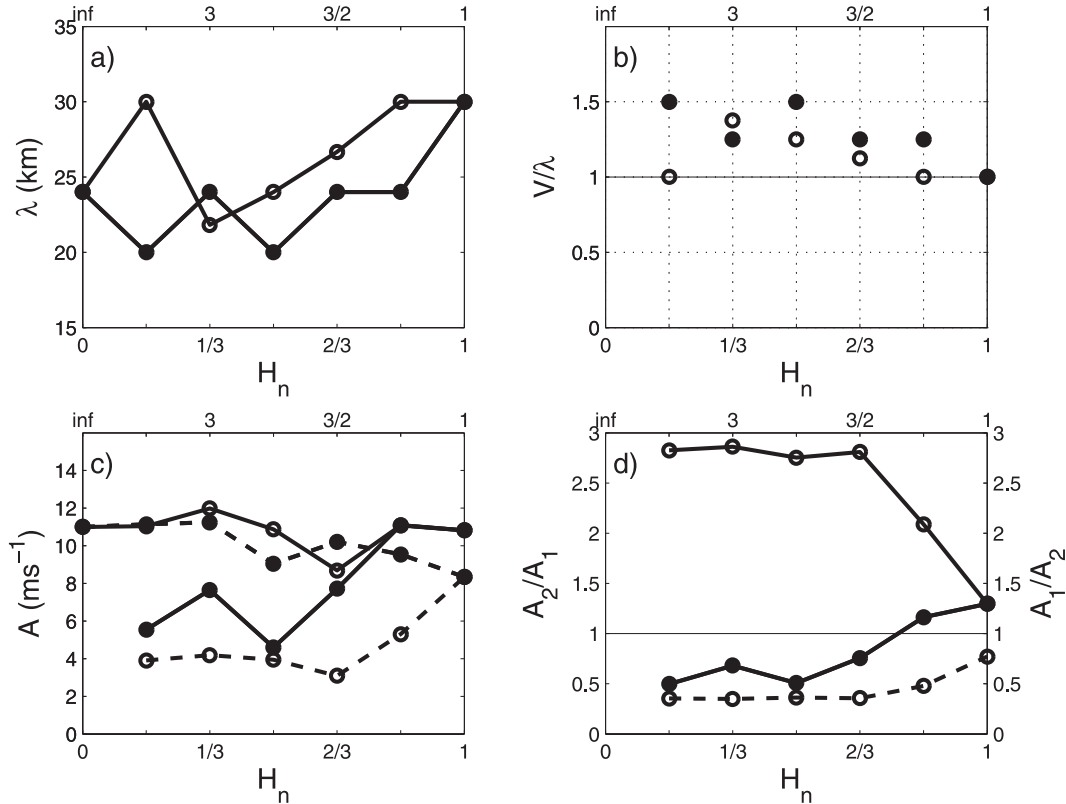 inf 3 3/2 1
35
a)
30
25
20
15
λ (km)
0 1/3 2/3 1
H_n
inf 3 3/2 1
b)
1.5
1
0.5
0
V/λ
0 1/3 2/3 1
H_n
inf 3 3/2 1
c)
14
12
10
8
6
4
2
0
A (ms⁻¹)
0 1/3 2/3 1
H_n
inf 3 3/2 1
d)
3 3
2.5 2.5
2 2
1.5 1.5
1 1
0.5 0.5
0 0
A₂/A₁
A₁/A₂
0 1/3 2/3 1
H_n